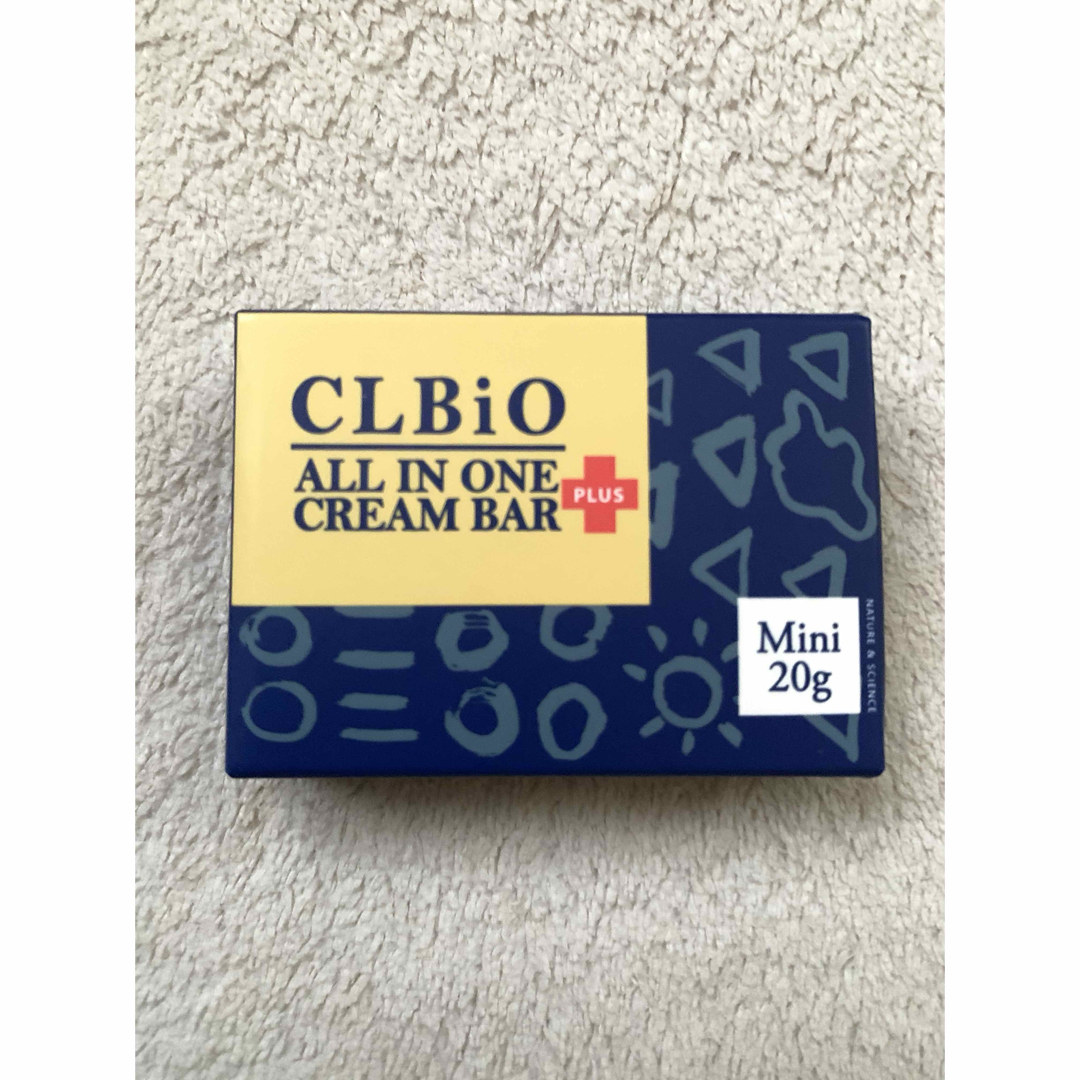 CLBiO
ALL IN ONE
CREAM BAR
PLUS
Mini
20g
NATURE & SCIENCE